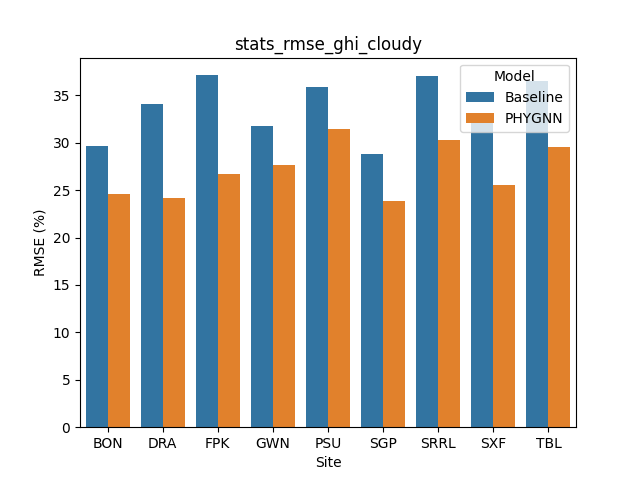 stats_rmse_ghi_cloudy
Model
Baseline
PHYGNN
RMSE (%)
35
30
25
20
15
10
5
0
BON DRA FPK GWN PSU SGP SRRL SXF TBL
Site